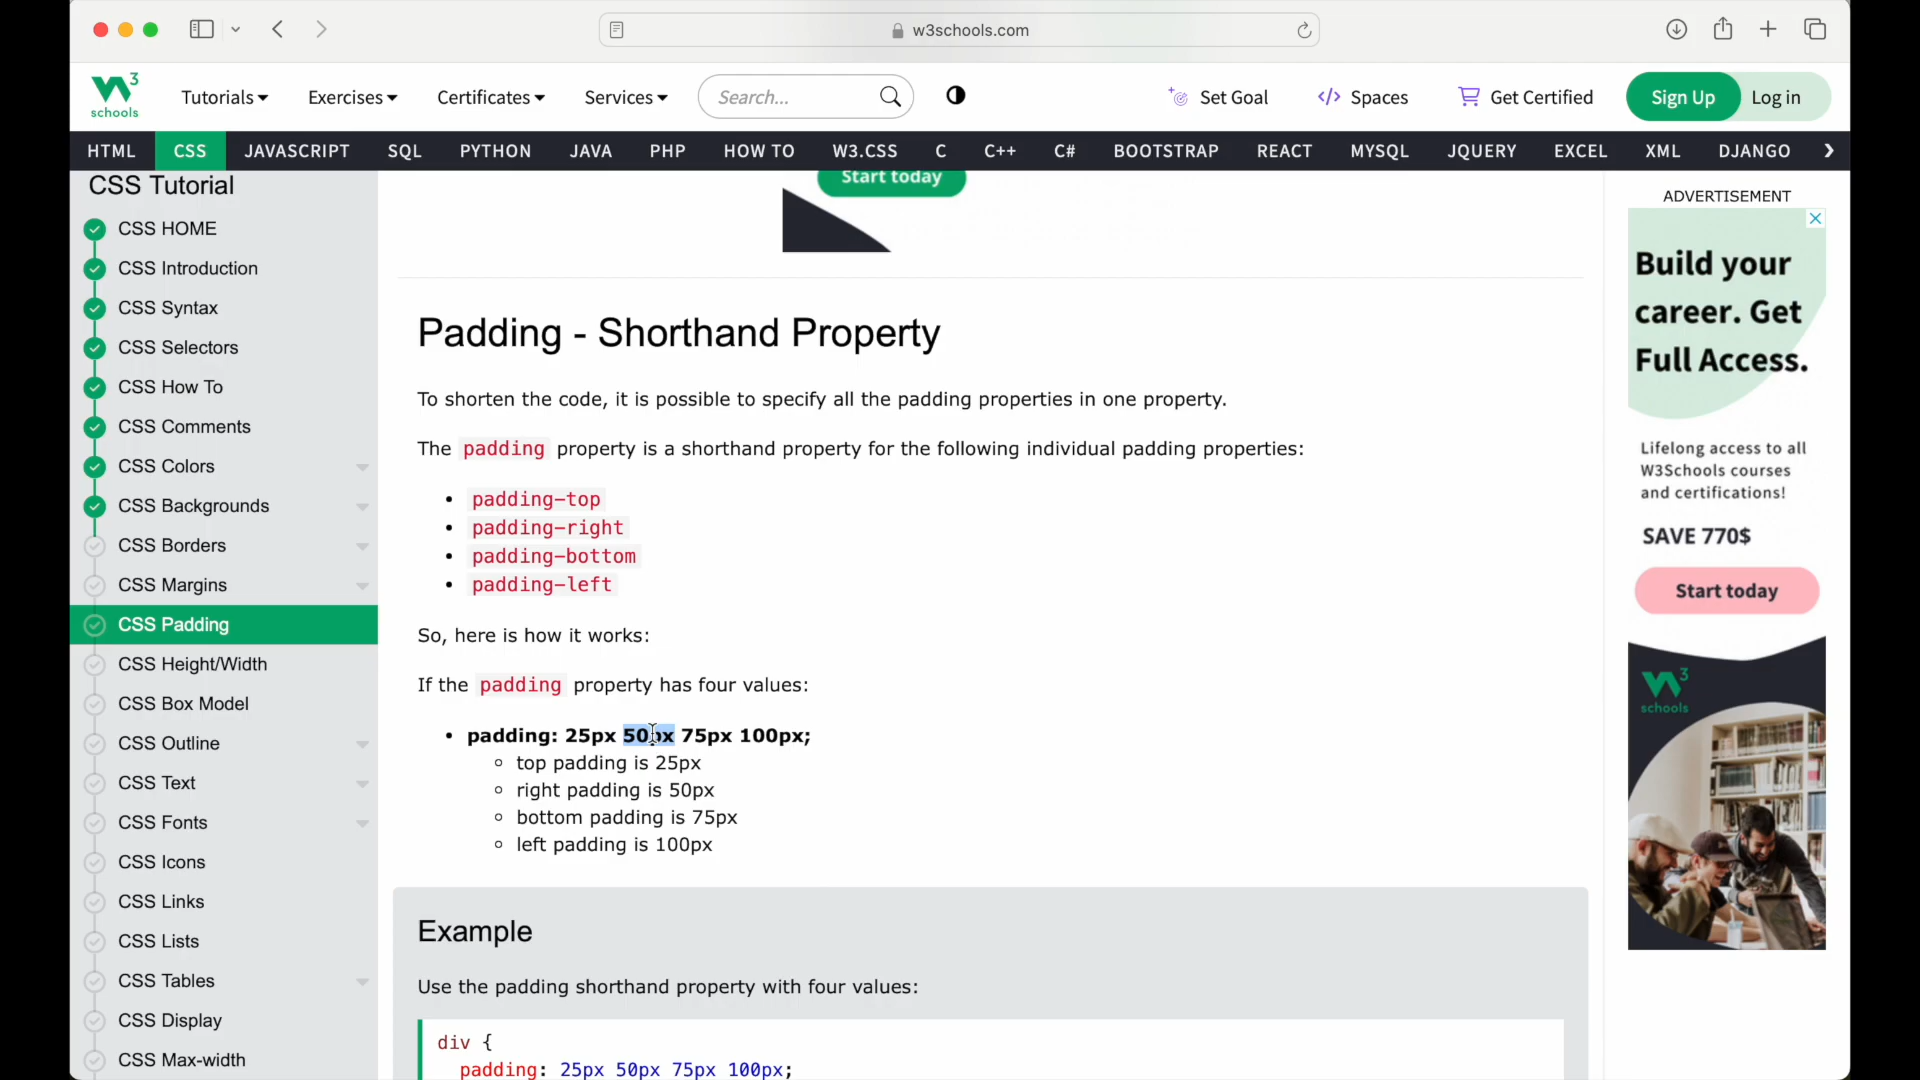 w3schools.com
W3 schools
Tutorials
Exercises
Certificates
Services
Search...
Set Goal
Spaces
Get Certified
Sign Up
Log in
HTML
CSS
JAVASCRIPT
SQL
PYTHON
JAVA
PHP
HOW TO
W3.CSS
C
C++
C#
BOOTSTRAP
REACT
MYSQL
JQUERY
EXCEL
XML
DJANGO
CSS Tutorial
CSS HOME
CSS Introduction
CSS Syntax
CSS Selectors
CSS How To
CSS Comments
CSS Colors
CSS Backgrounds
CSS Borders
CSS Margins
CSS Padding
CSS Height/Width
CSS Box Model
CSS Outline
CSS Text
CSS Fonts
CSS Icons
CSS Links
CSS Lists
CSS Tables
CSS Display
CSS Max-width
Start today
Padding - Shorthand Property
To shorten the code, it is possible to specify all the padding properties in one property.
The padding property is a shorthand property for the following individual padding properties:
• padding-top
• padding-right
• padding-bottom
• padding-left
So, here is how it works:
If the padding property has four values:
• padding: 25px 50px 75px 100px;
◦ top padding is 25px
◦ right padding is 50px
◦ bottom padding is 75px
◦ left padding is 100px
Example
Use the padding shorthand property with four values:
div {
padding: 25px 50px 75px 100px;
ADVERTISEMENT
Build your
career. Get
Full Access.
Lifelong access to all
W3Schools courses
and certifications!
SAVE 770$
Start today
W3 schools